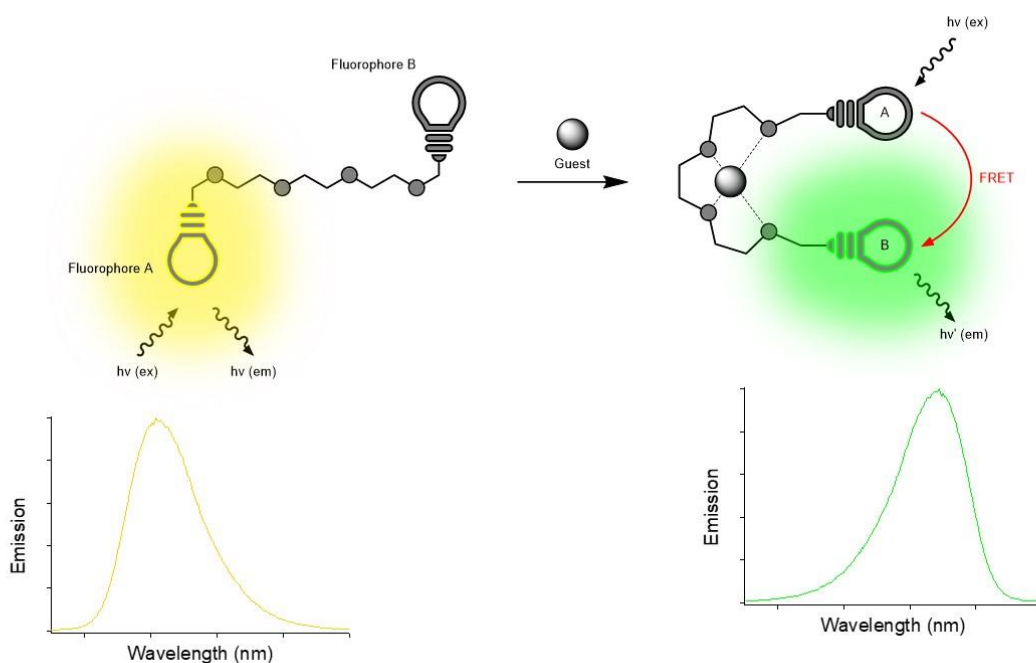 Fluorophore B
Fluorophore A
hν (ex)
hν (em)
Guest
hν (ex)
A
FRET
B
hν' (em)
Emission
Wavelength (nm)
Emission
Wavelength (nm)